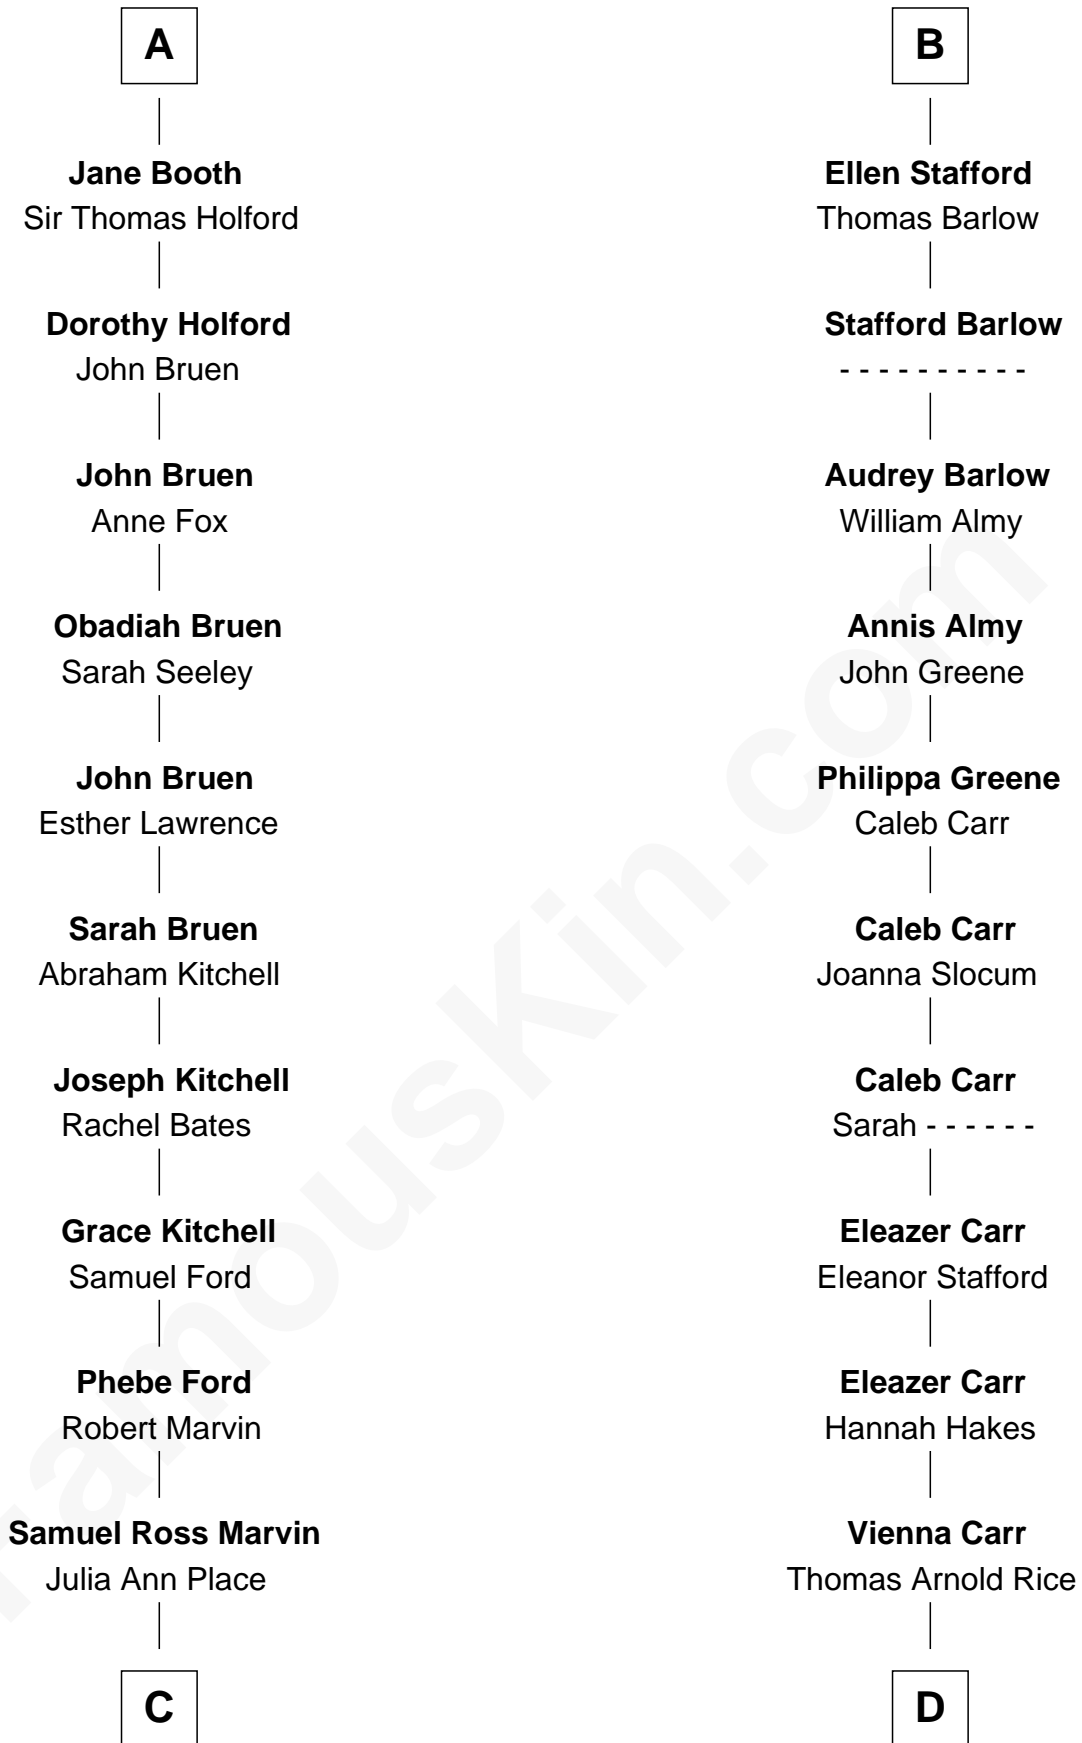 A
Jane Booth
Sir Thomas Holford
Dorothy Holford
John Bruen
John Bruen
Anne Fox
Obadiah Bruen
Sarah Seeley
John Bruen
Esther Lawrence
Sarah Bruen
Abraham Kitchell
Joseph Kitchell
Rachel Bates
Grace Kitchell
Samuel Ford
Phebe Ford
Robert Marvin
Samuel Ross Marvin
Julia Ann Place
C
B
Ellen Stafford
Thomas Barlow
Stafford Barlow
- - - - - - - - - -
Audrey Barlow
William Almy
Annis Almy
John Greene
Philippa Greene
Caleb Carr
Caleb Carr
Joanna Slocum
Caleb Carr
Sarah - - - - - -
Eleazer Carr
Eleanor Stafford
Eleazer Carr
Hannah Hakes
Vienna Carr
Thomas Arnold Rice
D
FamousKin.com